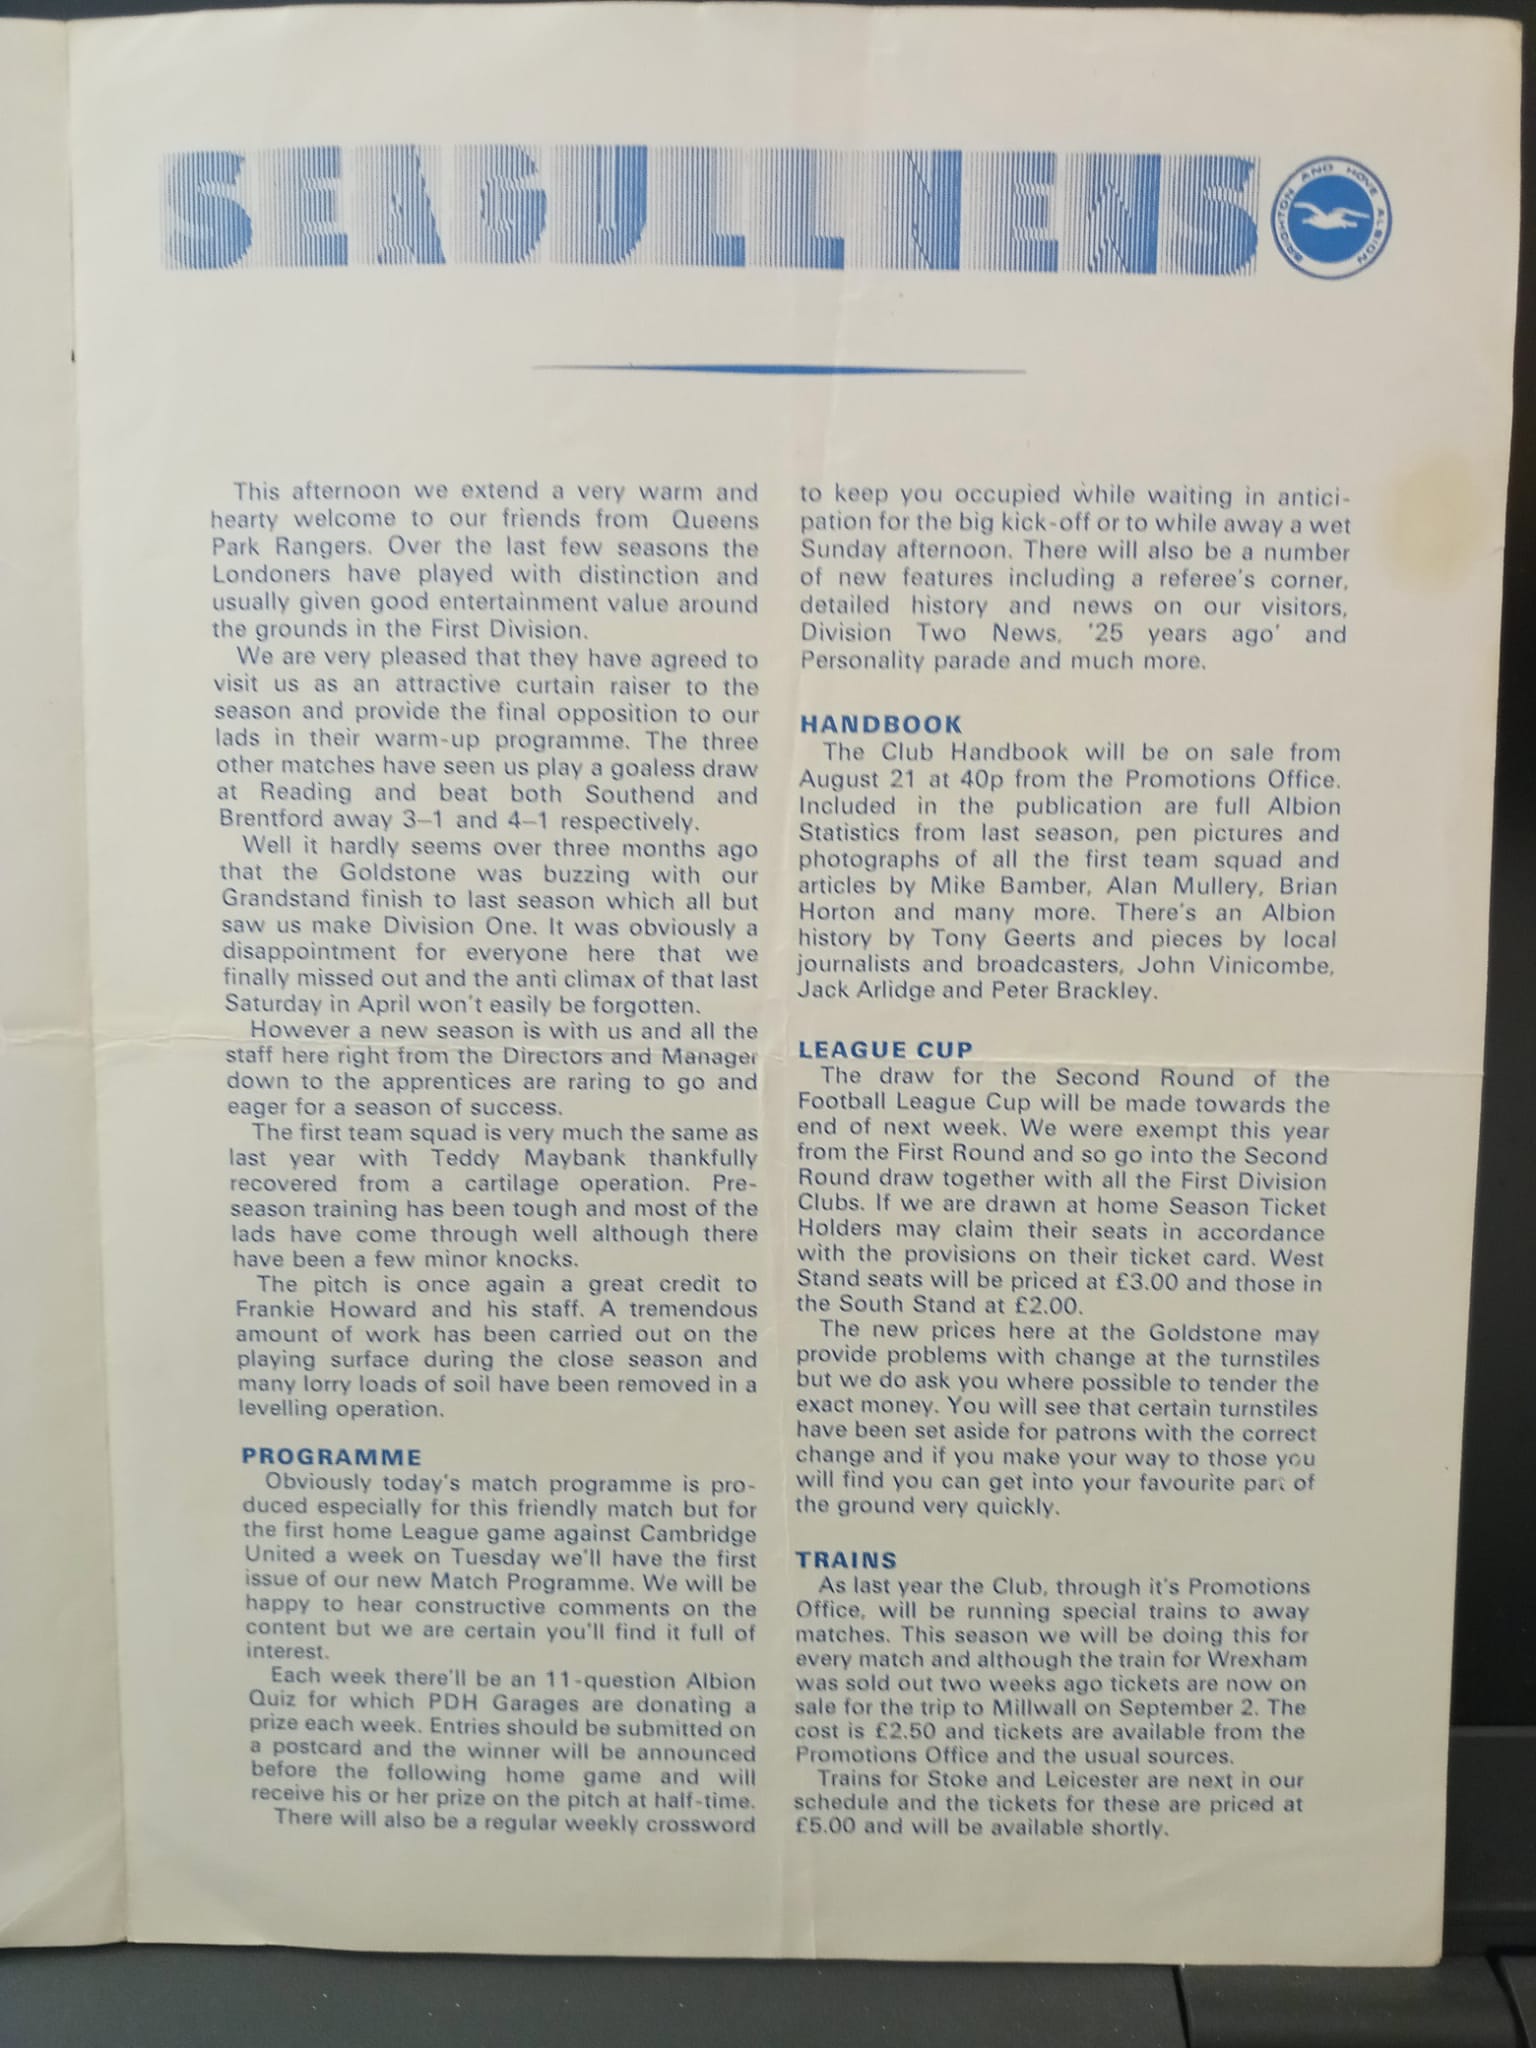 SEAGULL NEWS
BRIGHTON AND HOVE ALBION
This afternoon we extend a very warm and
hearty welcome to our friends from Queens
Park Rangers. Over the last few seasons the
Londoners have played with distinction and
usually given good entertainment value around
the grounds in the First Division.
We are very pleased that they have agreed to
visit us as an attractive curtain raiser to the
season and provide the final opposition to our
lads in their warm-up programme. The three
other matches have seen us play a goaless draw
at Reading and beat both Southend and
Brentford away 3–1 and 4–1 respectively.
Well it hardly seems over three months ago
that the Goldstone was buzzing with our
Grandstand finish to last season which all but
saw us make Division One. It was obviously a
disappointment for everyone here that we
finally missed out and the anti climax of that last
Saturday in April won't easily be forgotten.
However a new season is with us and all the
staff here right from the Directors and Manager
down to the apprentices are raring to go and
eager for a season of success.
The first team squad is very much the same as
last year with Teddy Maybank thankfully
recovered from a cartilage operation. Pre-
season training has been tough and most of the
lads have come through well although there
have been a few minor knocks.
The pitch is once again a great credit to
Frankie Howard and his staff. A tremendous
amount of work has been carried out on the
playing surface during the close season and
many lorry loads of soil have been removed in a
levelling operation.
PROGRAMME
Obviously today's match programme is pro-
duced especially for this friendly match but for
the first home League game against Cambridge
United a week on Tuesday we'll have the first
issue of our new Match Programme. We will be
happy to hear constructive comments on the
content but we are certain you'll find it full of
interest.
Each week there'll be an 11-question Albion
Quiz for which PDH Garages are donating a
prize each week. Entries should be submitted on
a postcard and the winner will be announced
before the following home game and will
receive his or her prize on the pitch at half-time.
There will also be a regular weekly crossword
to keep you occupied while waiting in antici-
pation for the big kick-off or to while away a wet
Sunday afternoon. There will also be a number
of new features including a referee's corner,
detailed history and news on our visitors,
Division Two News, '25 years ago' and
Personality parade and much more.
HANDBOOK
The Club Handbook will be on sale from
August 21 at 40p from the Promotions Office.
Included in the publication are full Albion
Statistics from last season, pen pictures and
photographs of all the first team squad and
articles by Mike Bamber, Alan Mullery, Brian
Horton and many more. There's an Albion
history by Tony Geerts and pieces by local
journalists and broadcasters, John Vinicombe,
Jack Arlidge and Peter Brackley.
LEAGUE CUP
The draw for the Second Round of the
Football League Cup will be made towards the
end of next week. We were exempt this year
from the First Round and so go into the Second
Round draw together with all the First Division
Clubs. If we are drawn at home Season Ticket
Holders may claim their seats in accordance
with the provisions on their ticket card. West
Stand seats will be priced at £3.00 and those in
the South Stand at £2.00.
The new prices here at the Goldstone may
provide problems with change at the turnstiles
but we do ask you where possible to tender the
exact money. You will see that certain turnstiles
have been set aside for patrons with the correct
change and if you make your way to those you
will find you can get into your favourite part of
the ground very quickly.
TRAINS
As last year the Club, through it's Promotions
Office, will be running special trains to away
matches. This season we will be doing this for
every match and although the train for Wrexham
was sold out two weeks ago tickets are now on
sale for the trip to Millwall on September 2. The
cost is £2.50 and tickets are available from the
Promotions Office and the usual sources.
Trains for Stoke and Leicester are next in our
schedule and the tickets for these are priced at
£5.00 and will be available shortly.